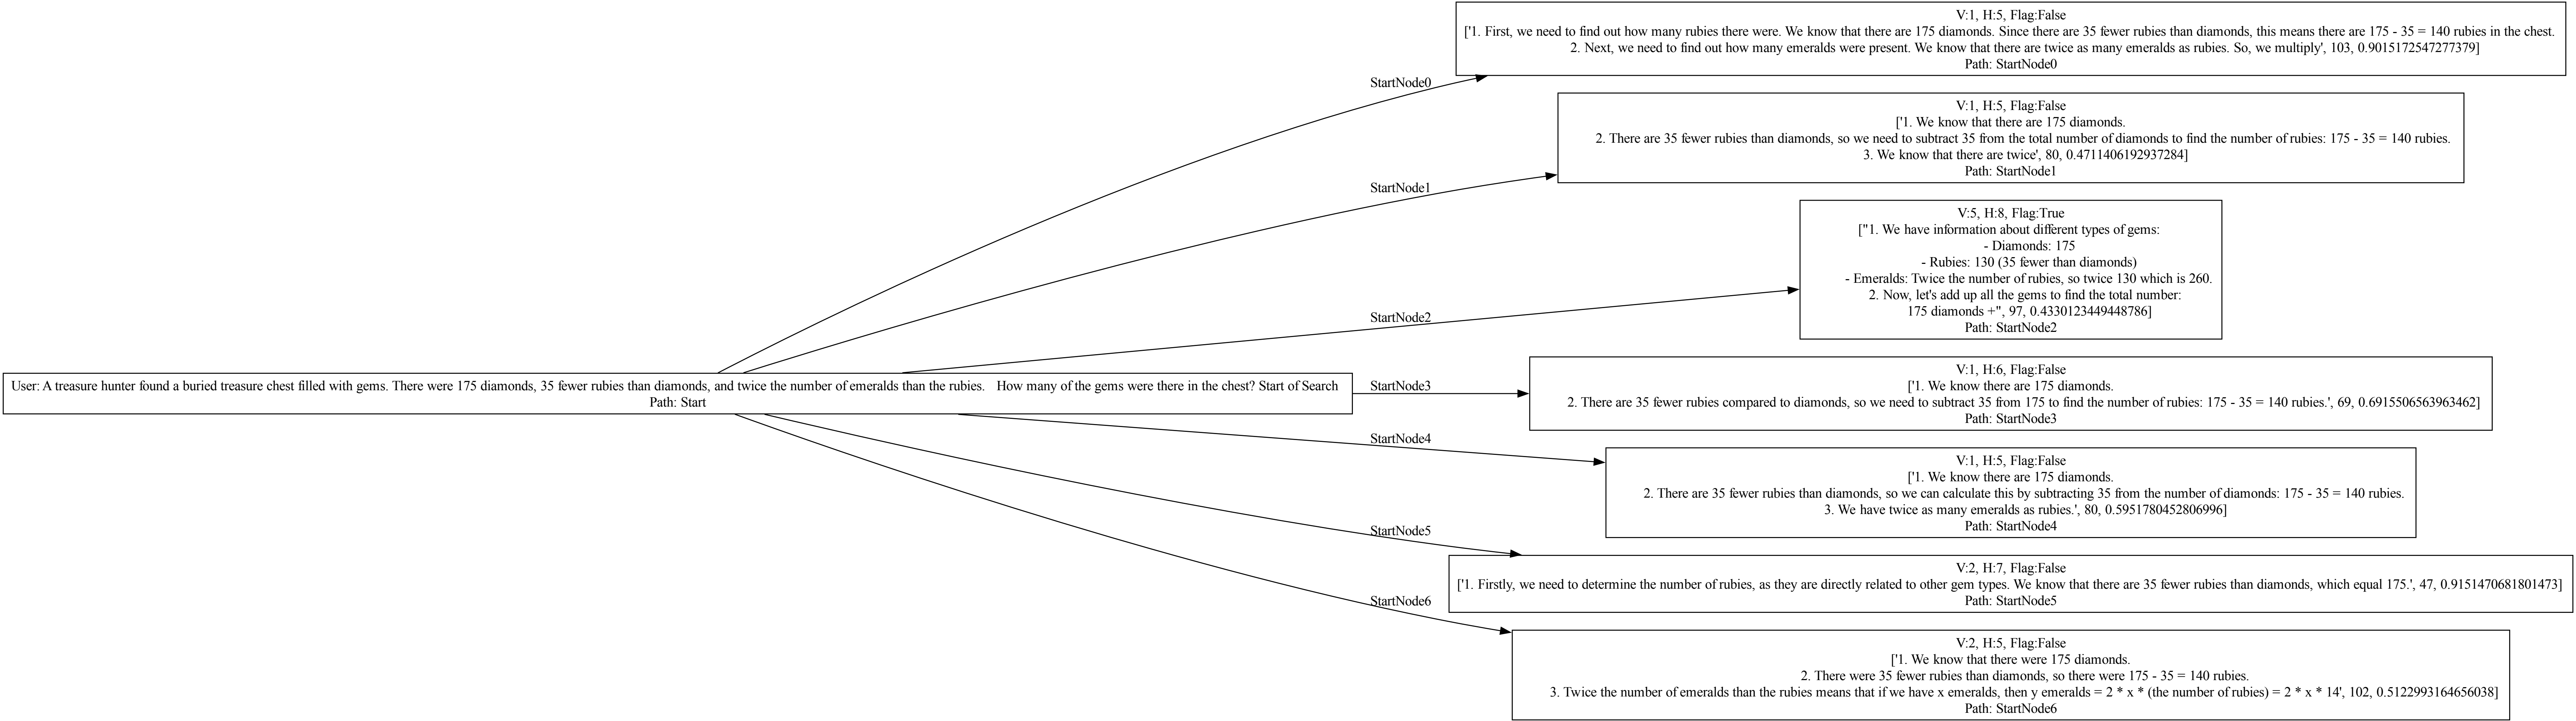 V:1, H:5, Flag:False
['1. First, we need to find out how many rubies there were. We know that there are 175 diamonds. Since there are 35 fewer rubies than diamonds, this means there are 175 - 35 = 140 rubies in the chest.
2. Next, we need to find out how many emeralds were present. We know that there are twice as many emeralds as rubies. So, we multiply', 103, 0.9015172547277379]
Path: StartNode0
StartNode0
V:1, H:5, Flag:False
['1. We know that there are 175 diamonds.
2. There are 35 fewer rubies than diamonds, so we need to subtract 35 from the total number of diamonds to find the number of rubies: 175 - 35 = 140 rubies.
3. We know that there are twice', 80, 0.4711406192937284]
Path: StartNode1
StartNode1
V:5, H:8, Flag:True
["1. We have information about different types of gems:
- Diamonds: 175
- Rubies: 130 (35 fewer than diamonds)
- Emeralds: Twice the number of rubies, so twice 130 which is 260.
2. Now, let's add up all the gems to find the total number:
175 diamonds +", 97, 0.4330123449448786]
Path: StartNode2
StartNode2
User: A treasure hunter found a buried treasure chest filled with gems. There were 175 diamonds, 35 fewer rubies than diamonds, and twice the number of emeralds than the rubies.   How many of the gems were there in the chest? Start of Search
Path: Start
StartNode3
V:1, H:6, Flag:False
['1. We know there are 175 diamonds.
2. There are 35 fewer rubies compared to diamonds, so we need to subtract 35 from 175 to find the number of rubies: 175 - 35 = 140 rubies.', 69, 0.6915506563963462]
Path: StartNode3
StartNode4
V:1, H:5, Flag:False
['1. We know there are 175 diamonds.
2. There are 35 fewer rubies than diamonds, so we can calculate this by subtracting 35 from the number of diamonds: 175 - 35 = 140 rubies.
3. We have twice as many emeralds as rubies.', 80, 0.5951780452806996]
Path: StartNode4
StartNode5
V:2, H:7, Flag:False
['1. Firstly, we need to determine the number of rubies, as they are directly related to other gem types. We know that there are 35 fewer rubies than diamonds, which equal 175.', 47, 0.9151470681801473]
Path: StartNode5
StartNode6
V:2, H:5, Flag:False
['1. We know that there were 175 diamonds.
2. There were 35 fewer rubies than diamonds, so there were 175 - 35 = 140 rubies.
3. Twice the number of emeralds than the rubies means that if we have x emeralds, then y emeralds = 2 * x * (the number of rubies) = 2 * x * 14', 102, 0.5122993164656038]
Path: StartNode6